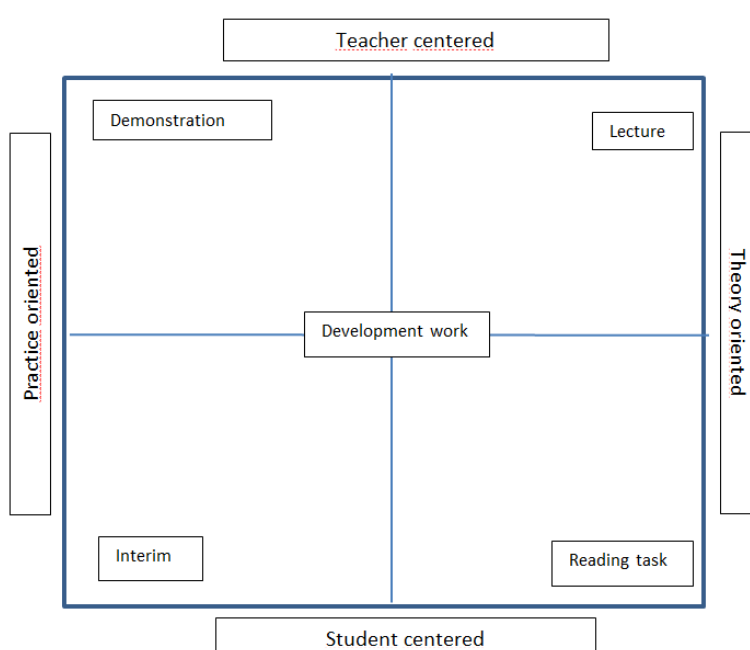 Teacher centered
Demonstration
Lecture
Practice oriented
Theory oriented
Development work
Interim
Reading task
Student centered